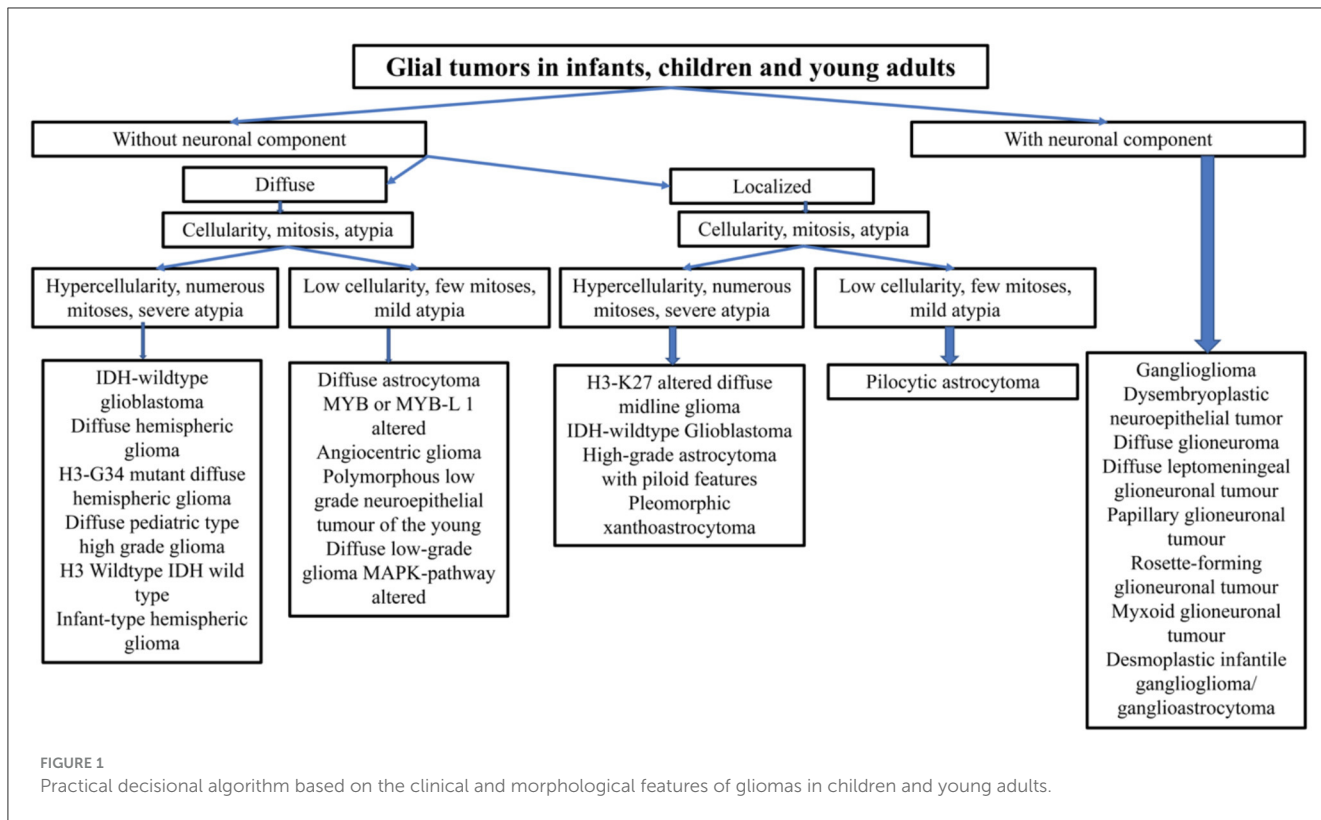 Glial tumors in infants, children and young adults
Without neuronal component
With neuronal component
Diffuse
Localized
Cellularity, mitosis, atypia
Cellularity, mitosis, atypia
Hypercellularity, numerous
mitoses, severe atypia
Low cellularity, few mitoses,
mild atypia
Hypercellularity, numerous
mitoses, severe atypia
Low cellularity, few mitoses,
mild atypia
IDH-wildtype
glioblastoma
Diffuse hemispheric
glioma
H3-G34 mutant diffuse
hemispheric glioma
Diffuse pediatric type
high grade glioma
H3 Wildtype IDH wild
type
Infant-type hemispheric
glioma
Diffuse astrocytoma
MYB or MYB-L 1
altered
Angiocentric glioma
Polymorphous low
grade neuroepithelial
tumour of the young
Diffuse low-grade
glioma MAPK-pathway
altered
H3-K27 altered diffuse
midline glioma
IDH-wildtype Glioblastoma
High-grade astrocytoma
with piloid features
Pleomorphic
xanthoastrocytoma
Pilocytic astrocytoma
Ganglioglioma
Dysembryoplastic
neuroepithelial tumor
Diffuse glioneuroma
Diffuse leptomeningeal
glioneuronal tumour
Papillary glioneuronal
tumour
Rosette-forming
glioneuronal tumour
Myxoid glioneuronal
tumour
Desmoplastic infantile
ganglioglioma/
ganglioastrocytoma
FIGURE 1
Practical decisional algorithm based on the clinical and morphological features of gliomas in children and young adults.